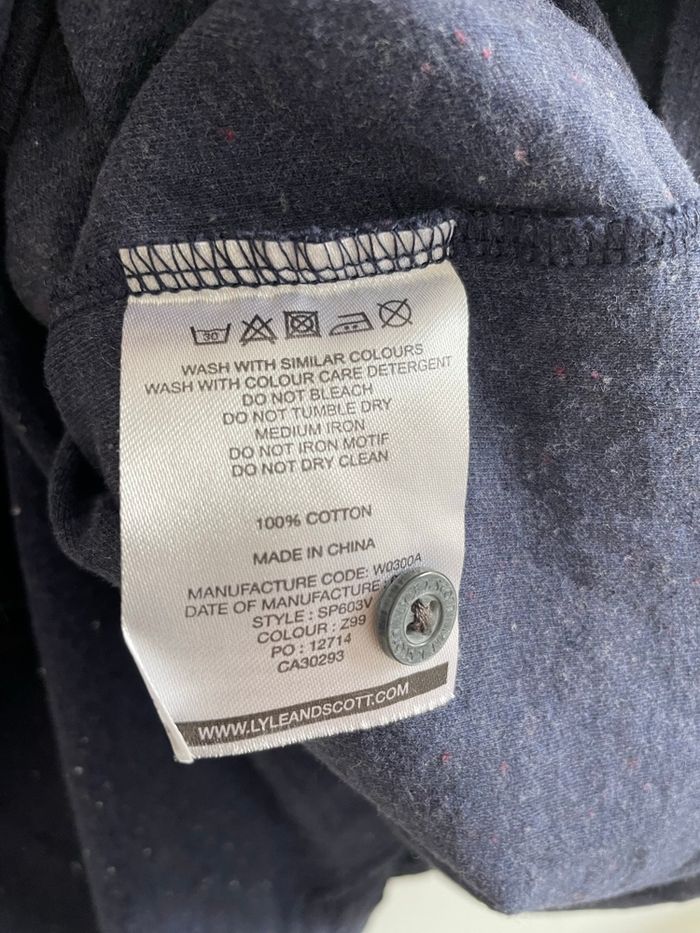 30
WASH WITH SIMILAR COLOURS
WASH WITH COLOUR CARE DETERGENT
DO NOT BLEACH
DO NOT TUMBLE DRY
MEDIUM IRON
DO NOT IRON MOTIF
DO NOT DRY CLEAN
100% COTTON
MADE IN CHINA
MANUFACTURE CODE: W0300A
DATE OF MANUFACTURE
STYLE : SP603V
COLOUR : Z99
PO : 12714
CA30293
WWW.LYLEANDSCOTT.COM